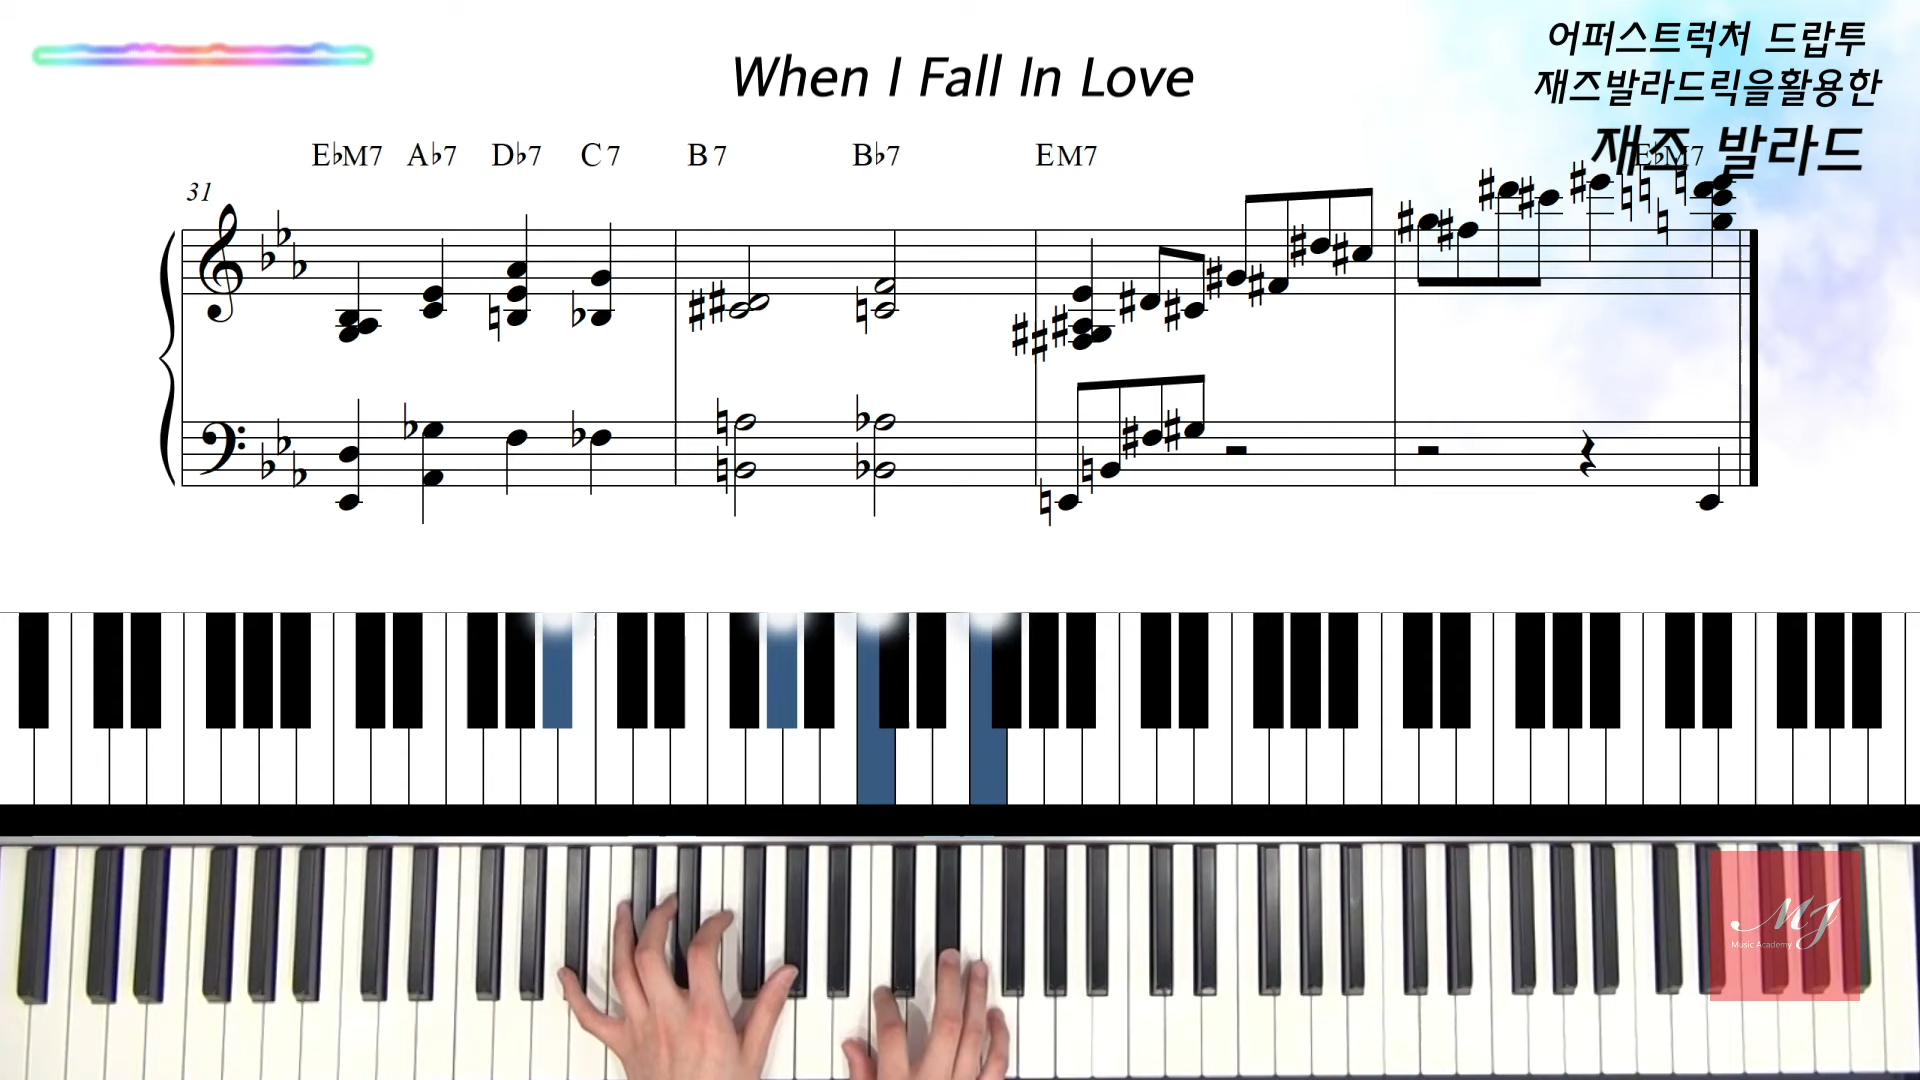 When I Fall In Love
어퍼스트럭처 드랍투
재즈발라드릭을활용한
재즈 발라드
E♭M7 A♭7 D♭7 C7 B7 B♭7 EM7 E♭M7
31
MJ
Music Academy